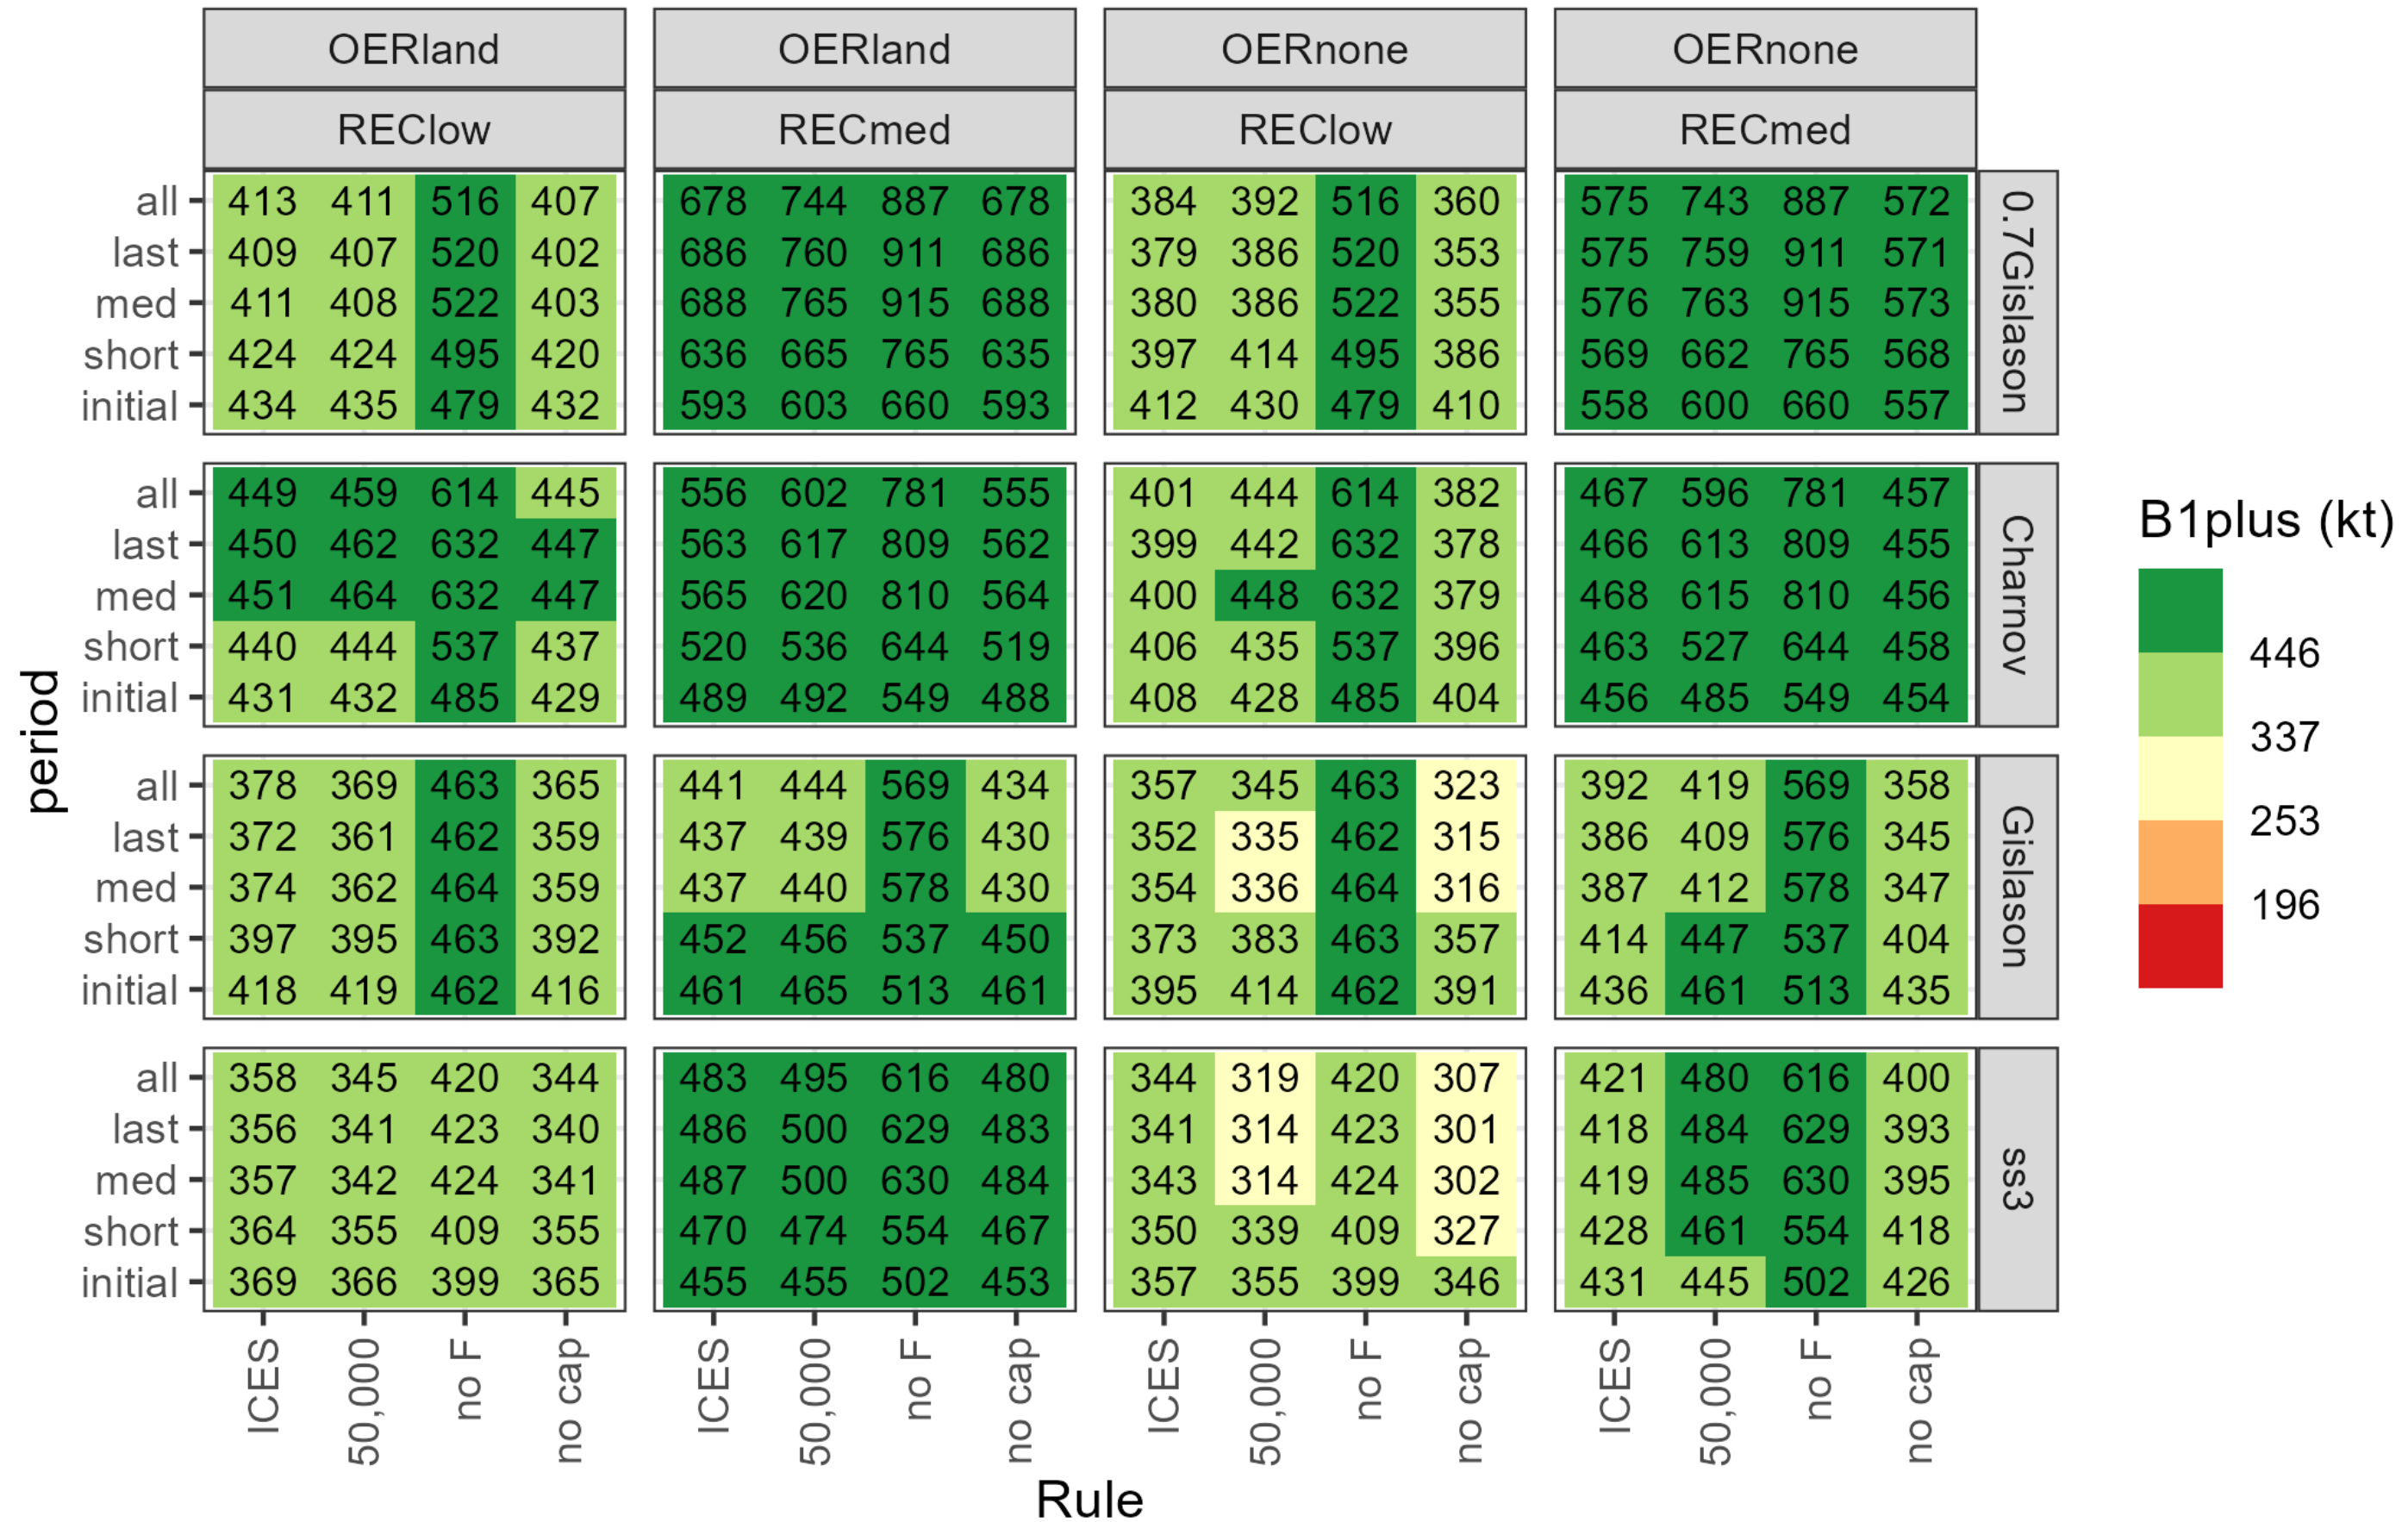 OERland OERland OERnone OERnone
REClow RECmed REClow RECmed
all 413 411 516 407 678 744 887 678 384 392 516 360 575 743 887 572
last 409 407 520 402 686 760 911 686 379 386 520 353 575 759 911 571
med 411 408 522 403 688 765 915 688 380 386 522 355 576 763 915 573
short 424 424 495 420 636 665 765 635 397 414 495 386 569 662 765 568
initial 434 435 479 432 593 603 660 593 412 430 479 410 558 600 660 557
0.7Gislason
all 449 459 614 445 556 602 781 555 401 444 614 382 467 596 781 457
last 450 462 632 447 563 617 809 562 399 442 632 378 466 613 809 455
med 451 464 632 447 565 620 810 564 400 448 632 379 468 615 810 456
short 440 444 537 437 520 536 644 519 406 435 537 396 463 527 644 458
initial 431 432 485 429 489 492 549 488 408 428 485 404 456 485 549 454
Charnov
all 378 369 463 365 441 444 569 434 357 345 463 323 392 419 569 358
last 372 361 462 359 437 439 576 430 352 335 462 315 386 409 576 345
med 374 362 464 359 437 440 578 430 354 336 464 316 387 412 578 347
short 397 395 463 392 452 456 537 450 373 383 463 357 414 447 537 404
initial 418 419 462 416 461 465 513 461 395 414 462 391 436 461 513 435
Gislason
all 358 345 420 344 483 495 616 480 344 319 420 307 421 480 616 400
last 356 341 423 340 486 500 629 483 341 314 423 301 418 484 629 393
med 357 342 424 341 487 500 630 484 343 314 424 302 419 485 630 395
short 364 355 409 355 470 474 554 467 350 339 409 327 428 461 554 418
initial 369 366 399 365 455 455 502 453 357 355 399 346 431 445 502 426
ss3
ICES 50,000 no F no cap ICES 50,000 no F no cap ICES 50,000 no F no cap ICES 50,000 no F no cap
Rule
period
B1plus (kt)
446
337
253
196